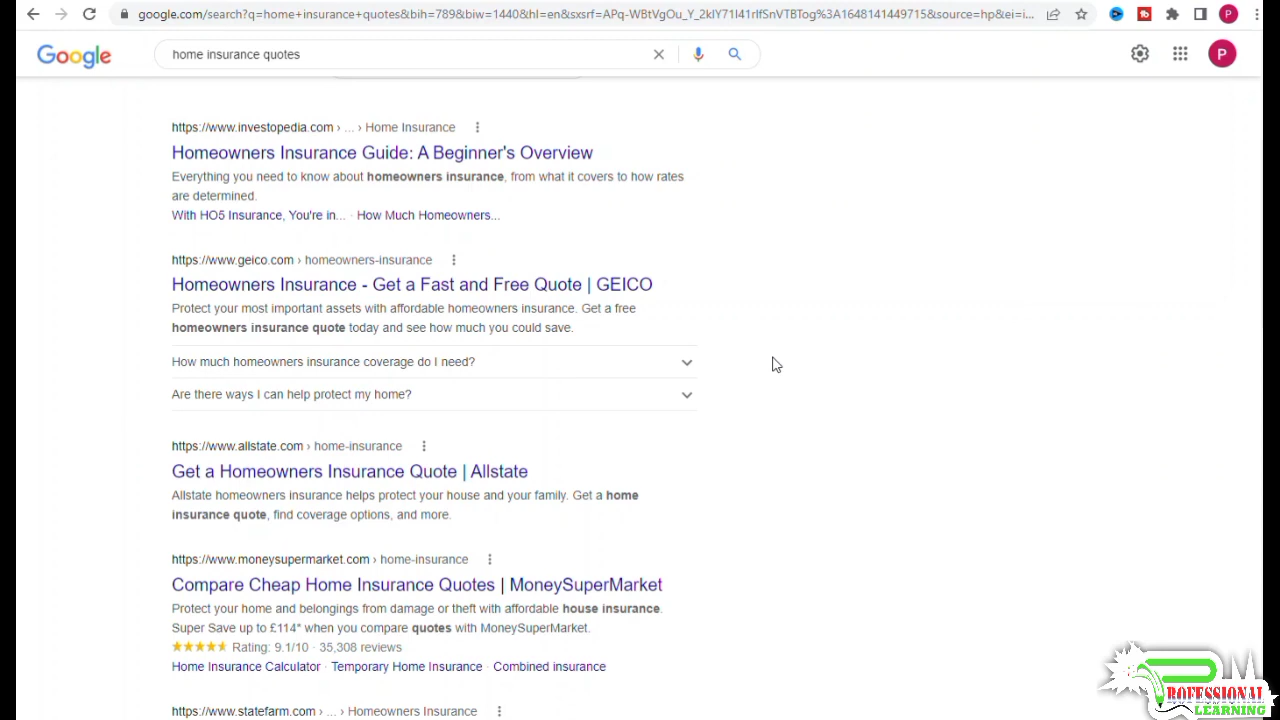 google.com/search?q=home+insurance+quotes&bih=789&biw=1440&hl=en&sxsrf=APq-WBtVgOu_Y_2kIY71I41rIfSnVTBTog%3A1648141449715&source=hp&ei=i...
P
Google
home insurance quotes
P
https://www.investopedia.com › ... › Home Insurance
Homeowners Insurance Guide: A Beginner's Overview
Everything you need to know about homeowners insurance, from what it covers to how rates
are determined.
With HO5 Insurance, You're in... · How Much Homeowners...
https://www.geico.com › homeowners-insurance
Homeowners Insurance - Get a Fast and Free Quote | GEICO
Protect your most important assets with affordable homeowners insurance. Get a free
homeowners insurance quote today and see how much you could save.
How much homeowners insurance coverage do I need?
Are there ways I can help protect my home?
https://www.allstate.com › home-insurance
Get a Homeowners Insurance Quote | Allstate
Allstate homeowners insurance helps protect your house and your family. Get a home
insurance quote, find coverage options, and more.
https://www.moneysupermarket.com › home-insurance
Compare Cheap Home Insurance Quotes | MoneySuperMarket
Protect your home and belongings from damage or theft with affordable house insurance.
Super Save up to £114* when you compare quotes with MoneySuperMarket.
Rating: 9.1/10 · 35,308 reviews
Home Insurance Calculator · Temporary Home Insurance · Combined insurance
https://www.statefarm.com › ... › Homeowners Insurance
PROFESSIONAL
LEARNING